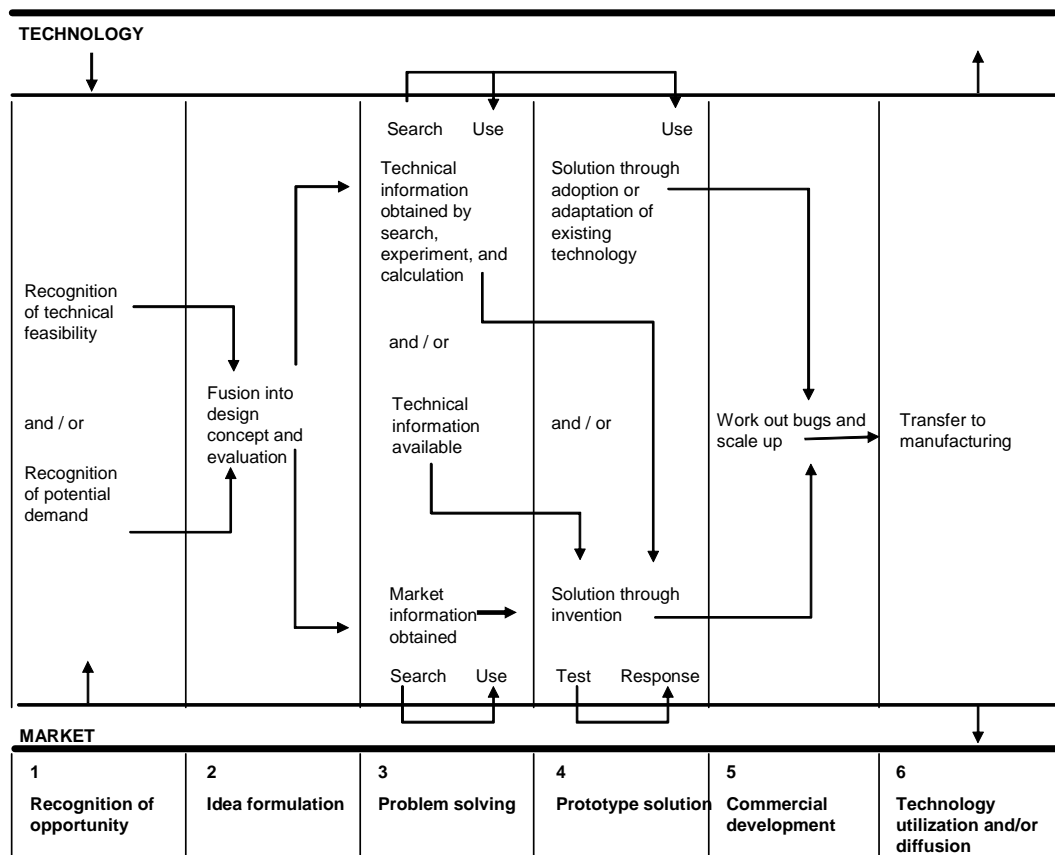 TECHNOLOGY
Search Use Use
Technical
information
obtained by
search,
experiment, and
calculation
Solution through
adoption or
adaptation of
existing
technology
Recognition
of technical
feasibility
and / or
Recognition
of potential
demand
Fusion into
design
concept and
evaluation
and / or
Technical
information
available
and / or
Work out bugs and
scale up
Transfer to
manufacturing
Market
information
obtained
Solution through
invention
Search Use Test Response
MARKET
1
Recognition of
opportunity
2
Idea formulation
3
Problem solving
4
Prototype solution
5
Commercial
development
6
Technology
utilization and/or
diffusion